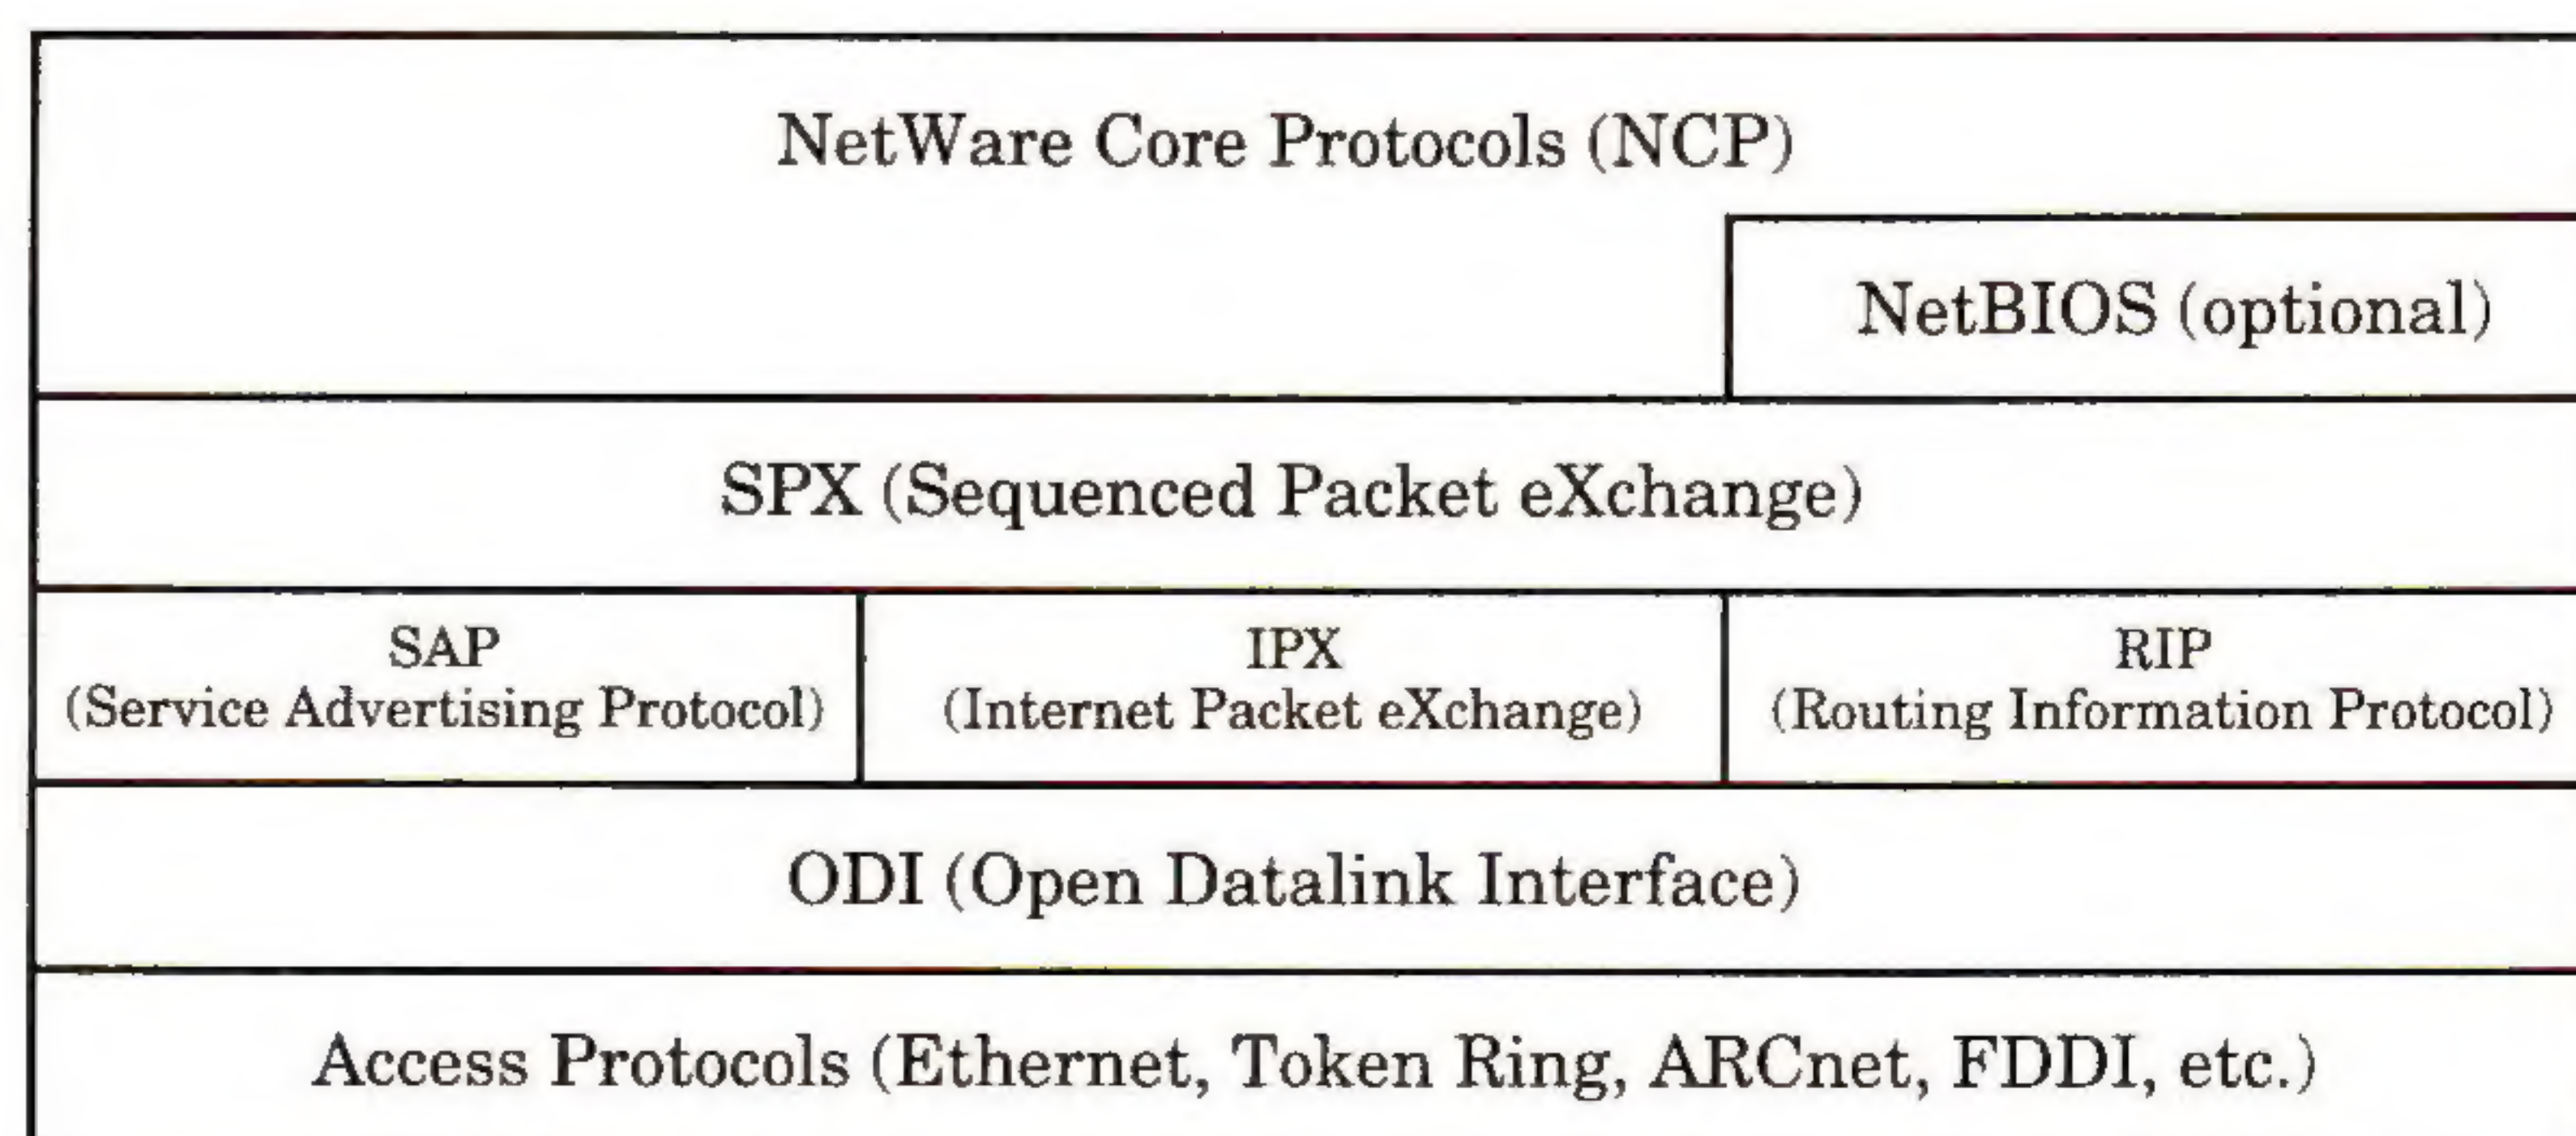 NetWare Core Protocols (NCP)
NetBIOS (optional)
SPX (Sequenced Packet eXchange)
SAP
(Service Advertising Protocol)
IPX
(Internet Packet eXchange)
RIP
(Routing Information Protocol)
ODI (Open Datalink Interface)
Access Protocols (Ethernet, Token Ring, ARCnet, FDDI, etc.)